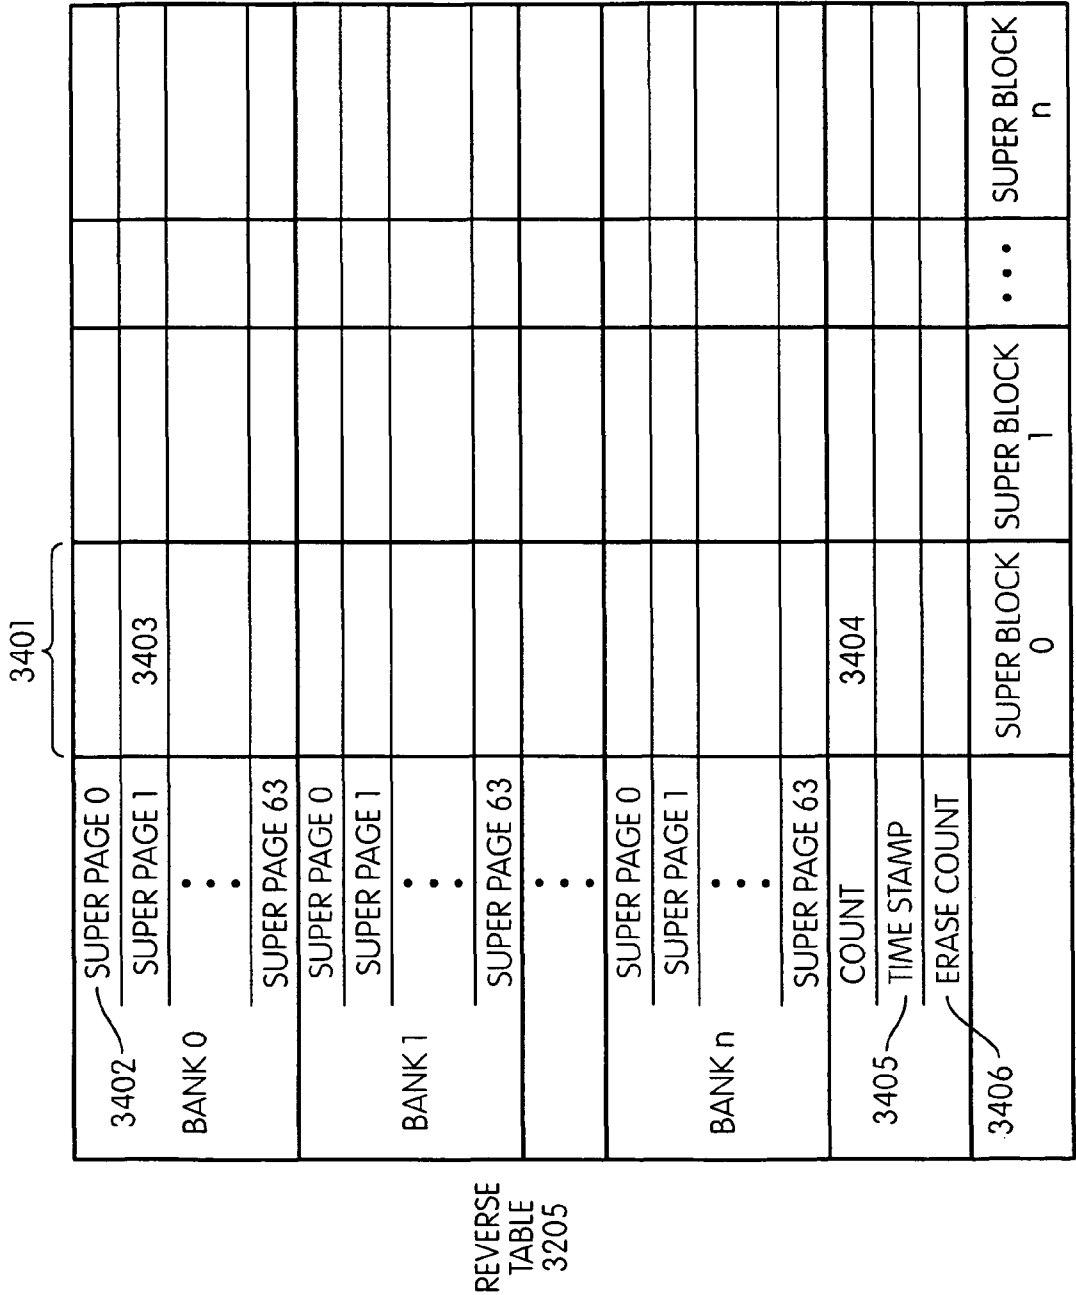 REVERSE
TABLE
3205
3401
3402
BANK 0
SUPER PAGE 0
SUPER PAGE 1
3403
• • •
SUPER PAGE 63
BANK 1
SUPER PAGE 0
SUPER PAGE 1
• • •
SUPER PAGE 63
• • •
BANK n
SUPER PAGE 0
SUPER PAGE 1
• • •
SUPER PAGE 63
COUNT
3404
3405
TIME STAMP
ERASE COUNT
3406
SUPER BLOCK
0
SUPER BLOCK
1
• • •
SUPER BLOCK
n